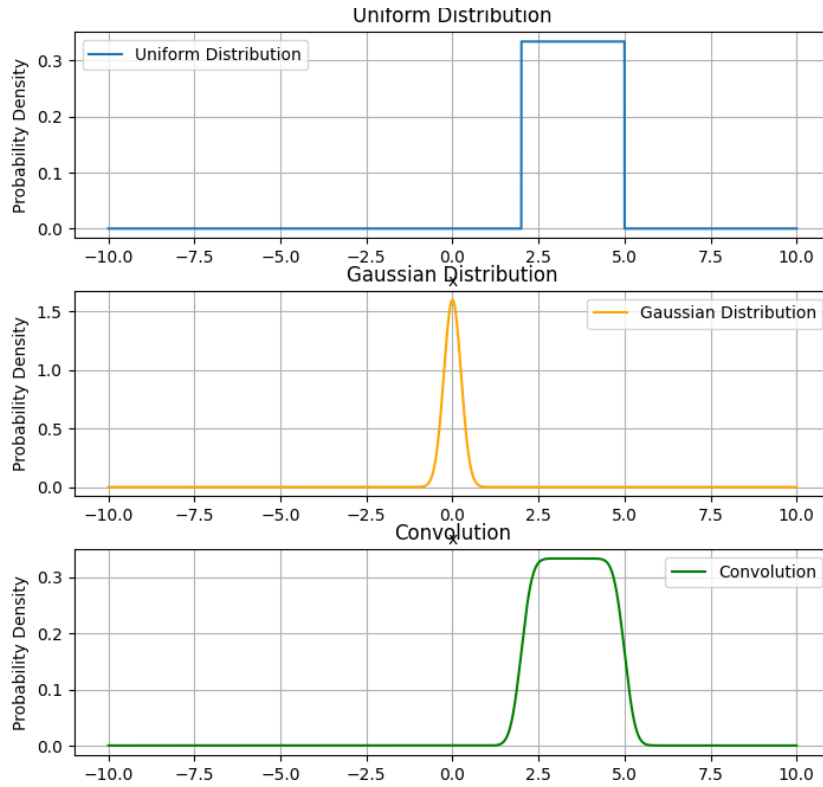 Uniform Distribution
Uniform Distribution
Probability Density
0.3
0.2
0.1
0.0
−10.0 −7.5 −5.0 −2.5 0.0 2.5 5.0 7.5 10.0
x
Gaussian Distribution
Gaussian Distribution
Probability Density
1.5
1.0
0.5
0.0
−10.0 −7.5 −5.0 −2.5 0.0 2.5 5.0 7.5 10.0
x
Convolution
Convolution
Probability Density
0.3
0.2
0.1
0.0
−10.0 −7.5 −5.0 −2.5 0.0 2.5 5.0 7.5 10.0